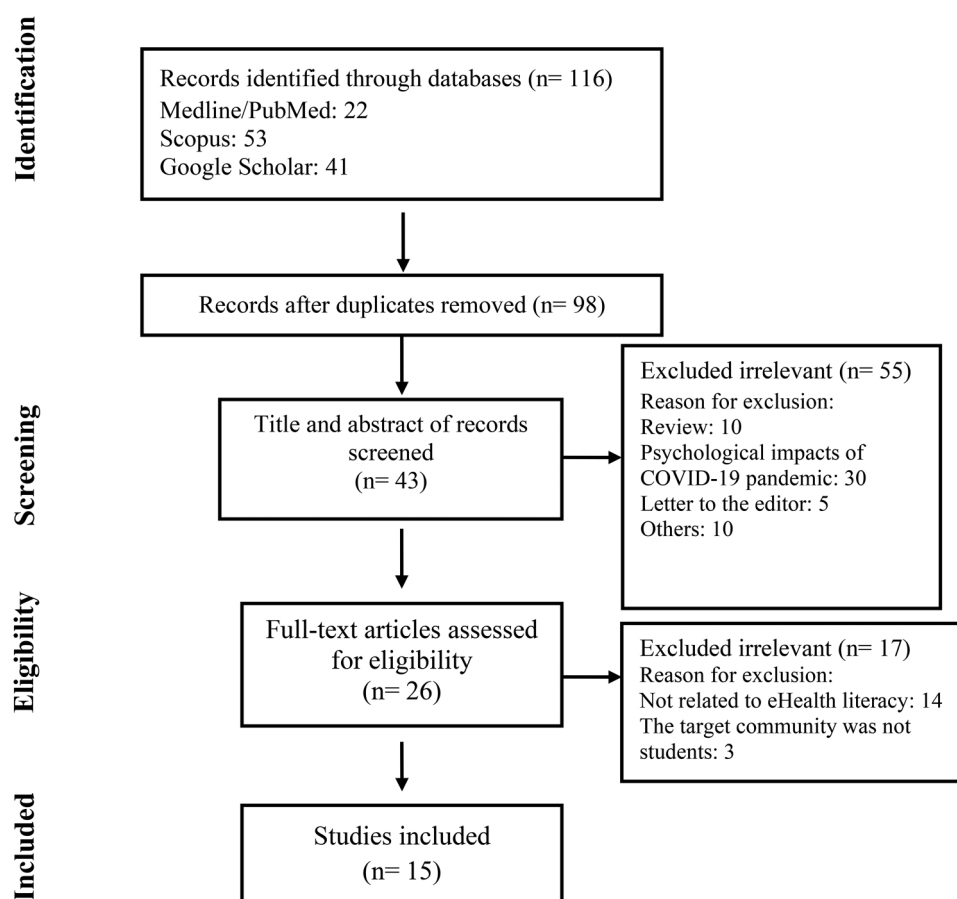 Identification
Records identified through databases (n= 116)
Medline/PubMed: 22
Scopus: 53
Google Scholar: 41
Records after duplicates removed (n= 98)
Screening
Title and abstract of records
screened
(n= 43)
Excluded irrelevant (n= 55)
Reason for exclusion:
Review: 10
Psychological impacts of
COVID-19 pandemic: 30
Letter to the editor: 5
Others: 10
Eligibility
Full-text articles assessed
for eligibility
(n= 26)
Excluded irrelevant (n= 17)
Reason for exclusion:
Not related to eHealth literacy: 14
The target community was not
students: 3
Included
Studies included
(n= 15)